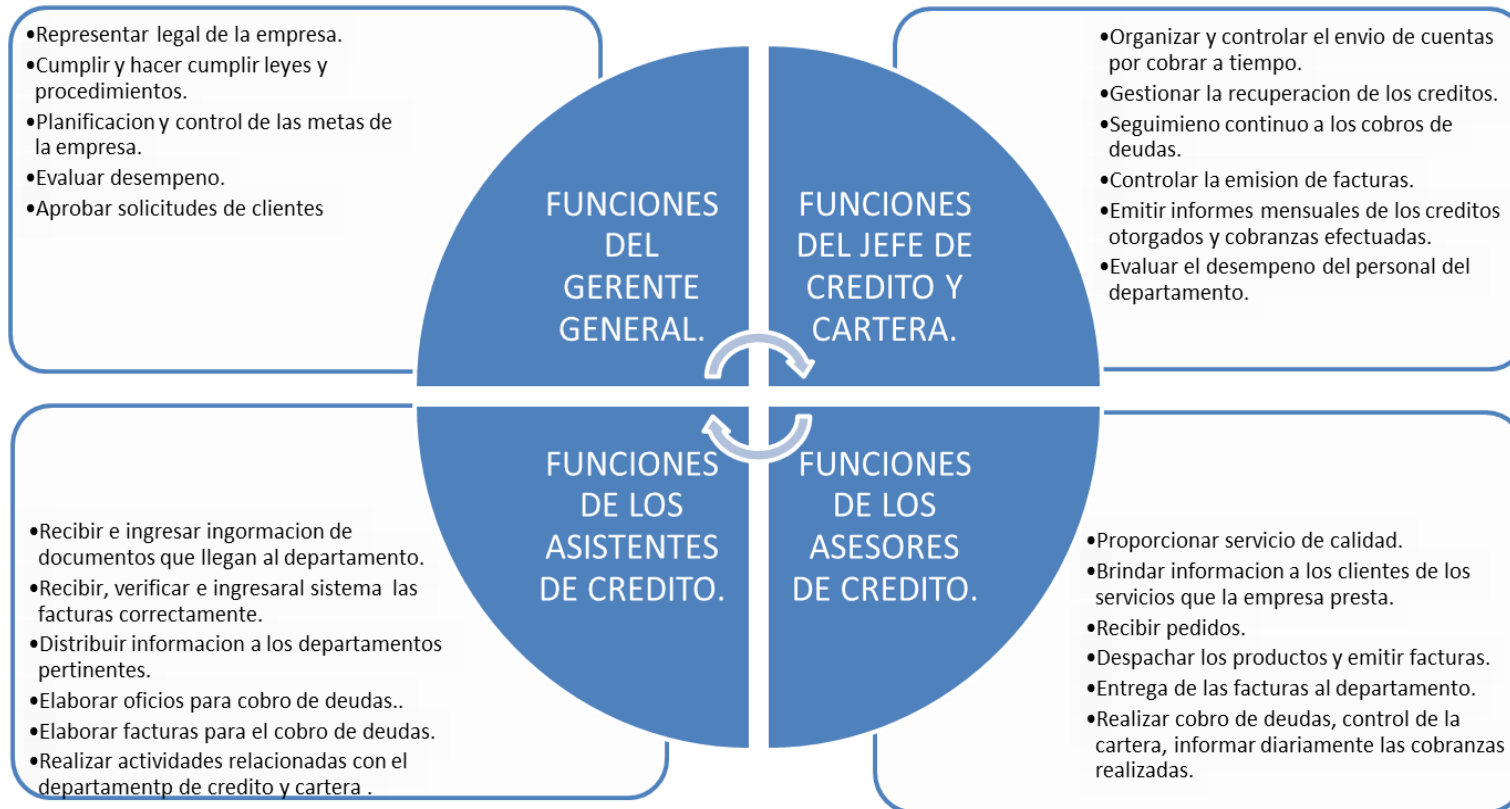 •Representar legal de la empresa.
•Cumplir y hacer cumplir leyes y
procedimientos.
•Planificacion y control de las metas de
la empresa.
•Evaluar desempeno.
•Aprobar solicitudes de clientes
FUNCIONES
DEL
GERENTE
GENERAL.
FUNCIONES
DEL JEFE DE
CREDITO Y
CARTERA.
•Organizar y controlar el envio de cuentas
por cobrar a tiempo.
•Gestionar la recuperacion de los creditos.
•Seguimieno continuo a los cobros de
deudas.
•Controlar la emision de facturas.
•Emitir informes mensuales de los creditos
otorgados y cobranzas efectuadas.
•Evaluar el desempeno del personal del
departamento.
•Recibir e ingresar ingormacion de
documentos que llegan al departamento.
•Recibir, verificar e ingresaral sistema las
facturas correctamente.
•Distribuir informacion a los departamentos
pertinentes.
•Elaborar oficios para cobro de deudas..
•Elaborar facturas para el cobro de deudas.
•Realizar actividades relacionadas con el
departamentp de credito y cartera .
FUNCIONES
DE LOS
ASISTENTES
DE CREDITO.
FUNCIONES
DE LOS
ASESORES
DE CREDITO.
•Proporcionar servicio de calidad.
•Brindar informacion a los clientes de los
servicios que la empresa presta.
•Recibir pedidos.
•Despachar los productos y emitir facturas.
•Entrega de las facturas al departamento.
•Realizar cobro de deudas, control de la
cartera, informar diariamente las cobranzas
realizadas.